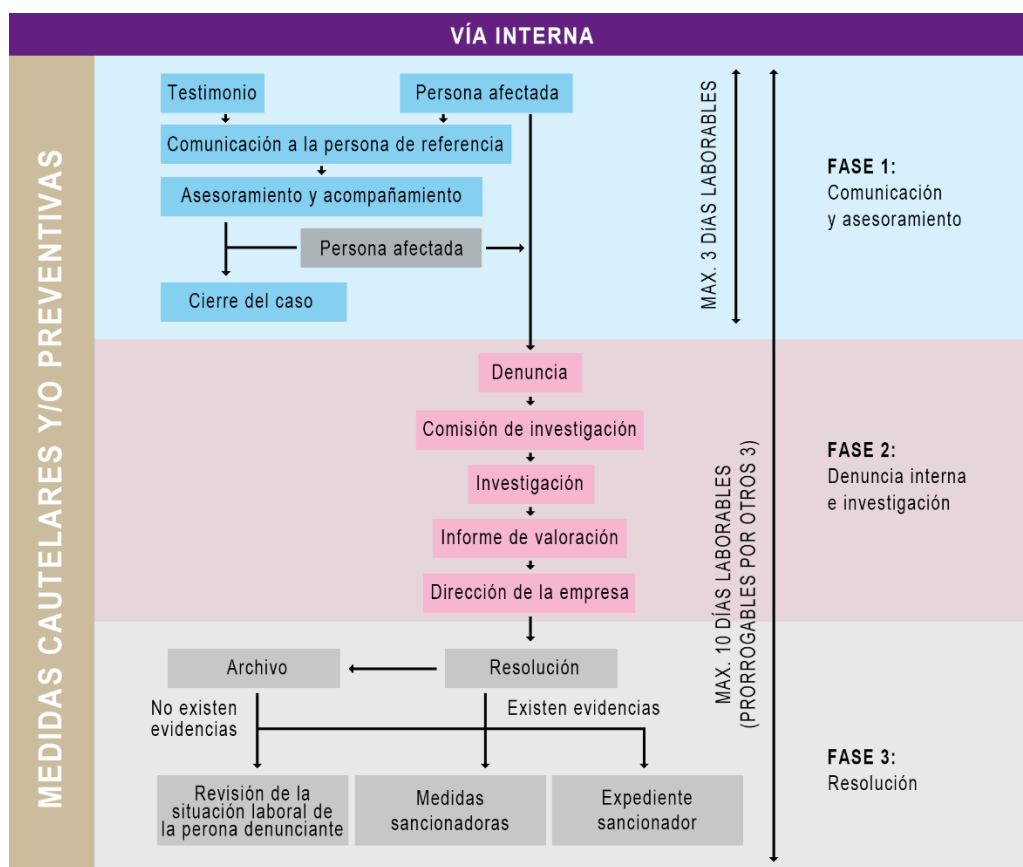 VÍA INTERNA
MEDIDAS CAUTELARES Y/O PREVENTIVAS
Testimonio
Persona afectada
Comunicación a la persona de referencia
Asesoramiento y acompañamiento
Persona afectada
Cierre del caso
MAX. 3 DÍAS LABORABLES
FASE 1:
Comunicación
y asesoramiento
Denuncia
Comisión de investigación
Investigación
Informe de valoración
Dirección de la empresa
MAX. 10 DÍAS LABORABLES
(PRORROGABLES POR OTROS 3)
FASE 2:
Denuncia interna
e investigación
Archivo
Resolución
No existen
evidencias
Existen evidencias
Revisión de la
situación laboral de
la perona denunciante
Medidas
sancionadoras
Expediente
sancionador
FASE 3:
Resolución